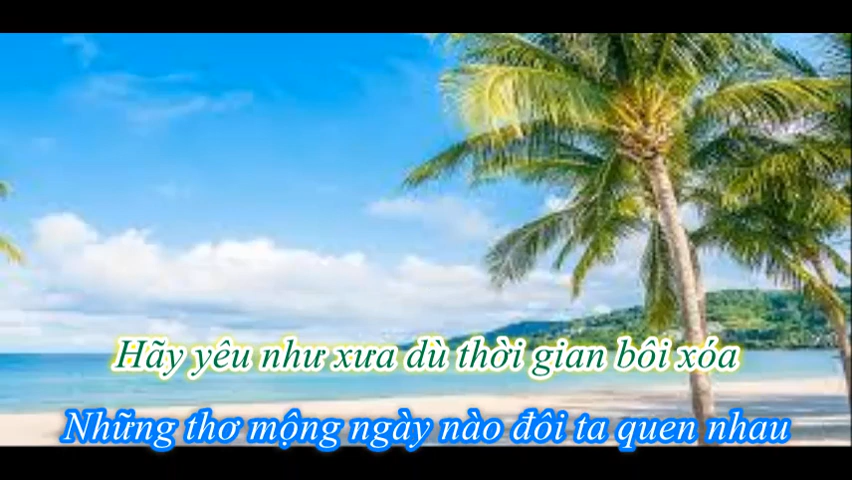 Hãy yêu như xưa dù thời gian bôi xóa
Những thơ mộng ngày nào đôi ta quen nhau